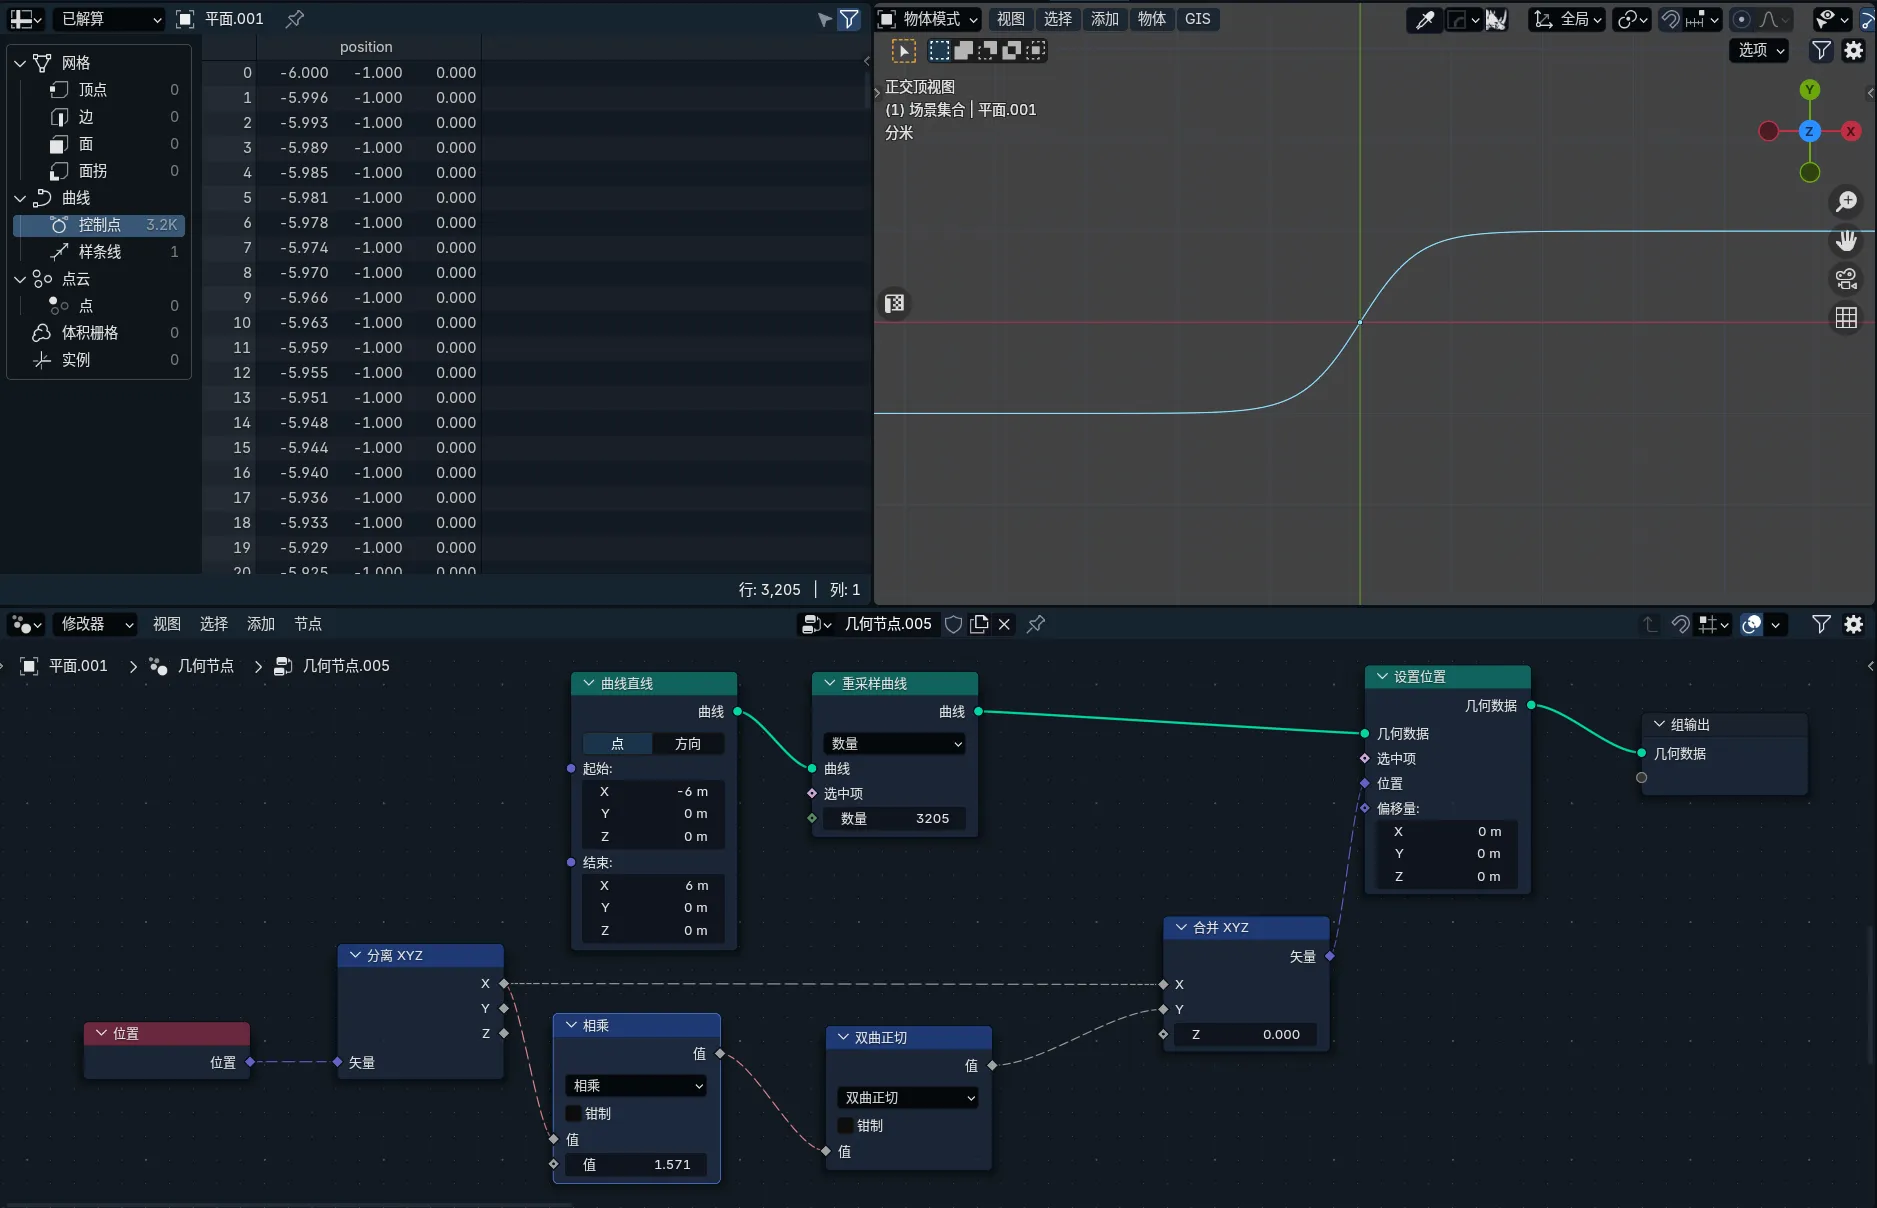 已解算 平面.001
网格
顶点 0
边 0
面 0
面拐 0
曲线
控制点 3.2K
样条线 1
点云
点 0
体积栅格 0
实例 0
position
0 -6.000 -1.000 0.000
1 -5.996 -1.000 0.000
2 -5.993 -1.000 0.000
3 -5.989 -1.000 0.000
4 -5.985 -1.000 0.000
5 -5.981 -1.000 0.000
6 -5.978 -1.000 0.000
7 -5.974 -1.000 0.000
8 -5.970 -1.000 0.000
9 -5.966 -1.000 0.000
10 -5.963 -1.000 0.000
11 -5.959 -1.000 0.000
12 -5.955 -1.000 0.000
13 -5.951 -1.000 0.000
14 -5.948 -1.000 0.000
15 -5.944 -1.000 0.000
16 -5.940 -1.000 0.000
17 -5.936 -1.000 0.000
18 -5.933 -1.000 0.000
19 -5.929 -1.000 0.000
20 -5.925 -1.000 0.000
行: 3,205 | 列: 1
物体模式 视图 选择 添加 物体 GIS 全局
选项
正交顶视图
(1) 场景集合 | 平面.001
分米
Y
Z
X
修改器 视图 选择 添加 节点 几何节点.005
平面.001 > 几何节点 > 几何节点.005
曲线直线
曲线
点 方向
起始:
X -6 m
Y 0 m
Z 0 m
结束:
X 6 m
Y 0 m
Z 0 m
重采样曲线
曲线
数量
曲线
选中项
数量 3205
设置位置
几何数据
几何数据
选中项
位置
偏移量:
X 0 m
Y 0 m
Z 0 m
组输出
几何数据
位置
位置
分离 XYZ
X
Y
Z
矢量
相乘
值
相乘
钳制
值
值 1.571
双曲正切
值
双曲正切
钳制
值
合并 XYZ
矢量
X
Y
Z 0.000